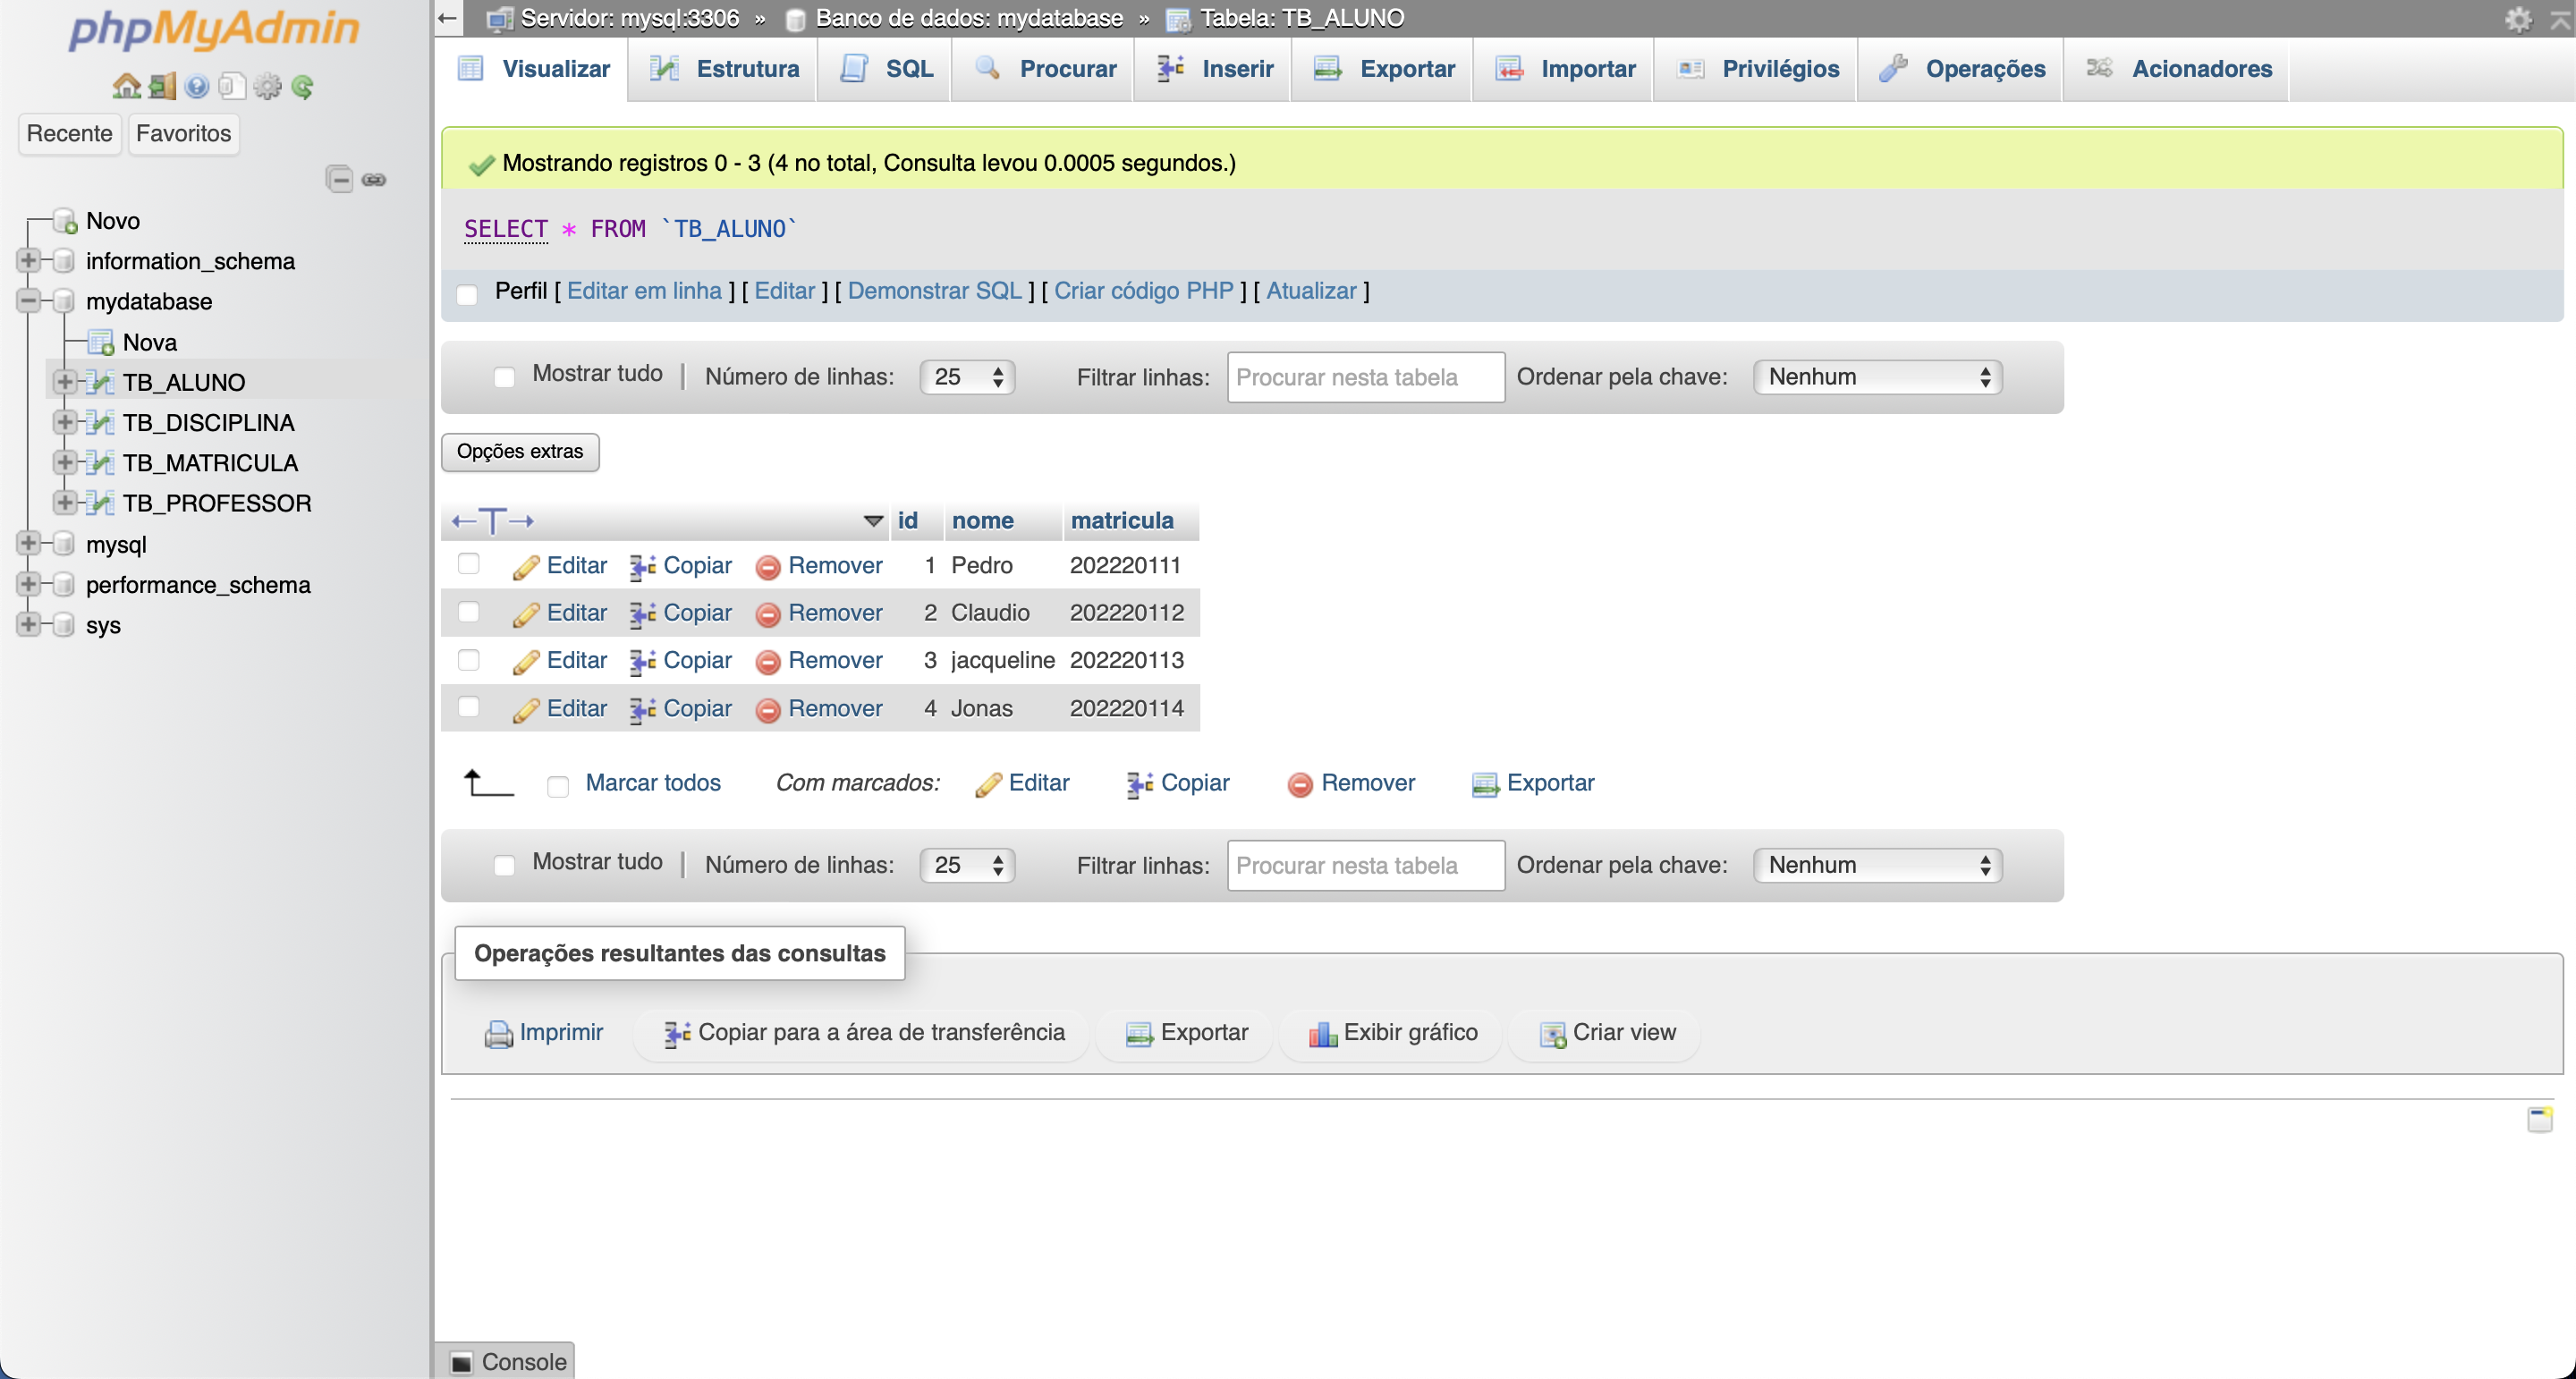 phpMyAdmin
Recente Favoritos
Novo
information_schema
mydatabase
Nova
TB_ALUNO
TB_DISCIPLINA
TB_MATRICULA
TB_PROFESSOR
mysql
performance_schema
sys
Servidor: mysql:3306 » Banco de dados: mydatabase » Tabela: TB_ALUNO
Visualizar Estrutura SQL Procurar Inserir Exportar Importar Privilégios Operações Acionadores
Mostrando registros 0 - 3 (4 no total, Consulta levou 0.0005 segundos.)
SELECT * FROM `TB_ALUNO`
Perfil [ Editar em linha ] [ Editar ] [ Demonstrar SQL ] [ Criar código PHP ] [ Atualizar ]
Mostrar tudo | Número de linhas: 25 Filtrar linhas: Procurar nesta tabela Ordenar pela chave: Nenhum
Opções extras
←T→ id nome matricula
Editar Copiar Remover 1 Pedro 202220111
Editar Copiar Remover 2 Claudio 202220112
Editar Copiar Remover 3 jacqueline 202220113
Editar Copiar Remover 4 Jonas 202220114
Marcar todos Com marcados: Editar Copiar Remover Exportar
Mostrar tudo | Número de linhas: 25 Filtrar linhas: Procurar nesta tabela Ordenar pela chave: Nenhum
Operações resultantes das consultas
Imprimir Copiar para a área de transferência Exportar Exibir gráfico Criar view
Console